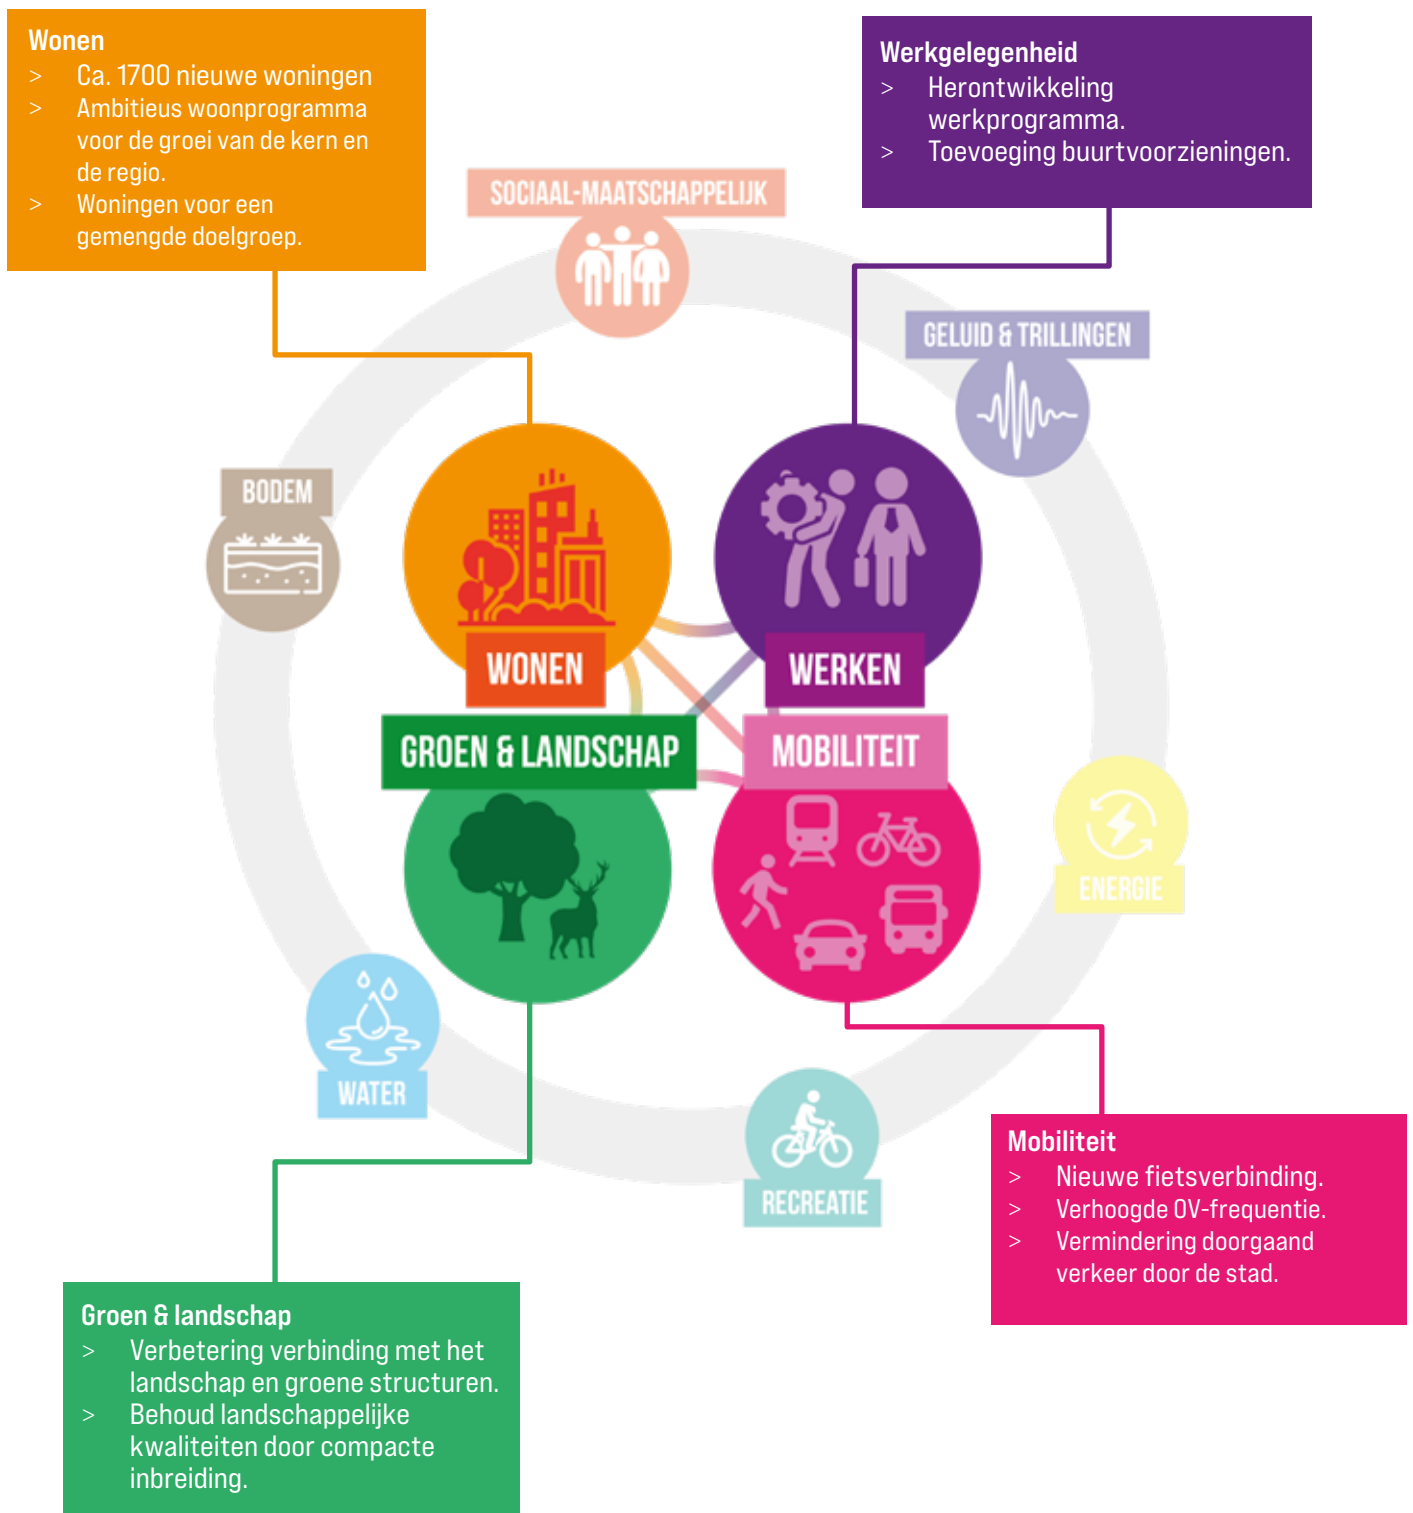 Wonen
> Ca. 1700 nieuwe woningen
> Ambitieus woonprogramma
voor de groei van de kern en
de regio.
> Woningen voor een
gemengde doelgroep.
Werkgelegenheid
> Herontwikkeling
werkprogramma.
> Toevoeging buurtvoorzieningen.
SOCIAAL-MAATSCHAPPELIJK
GELUID & TRILLINGEN
BODEM
WONEN
WERKEN
GROEN & LANDSCHAP
MOBILITEIT
ENERGIE
WATER
RECREATIE
Mobiliteit
> Nieuwe fietsverbinding.
> Verhoogde OV-frequentie.
> Vermindering doorgaand
verkeer door de stad.
Groen & landschap
> Verbetering verbinding met het
landschap en groene structuren.
> Behoud landschappelijke
kwaliteiten door compacte
inbreiding.